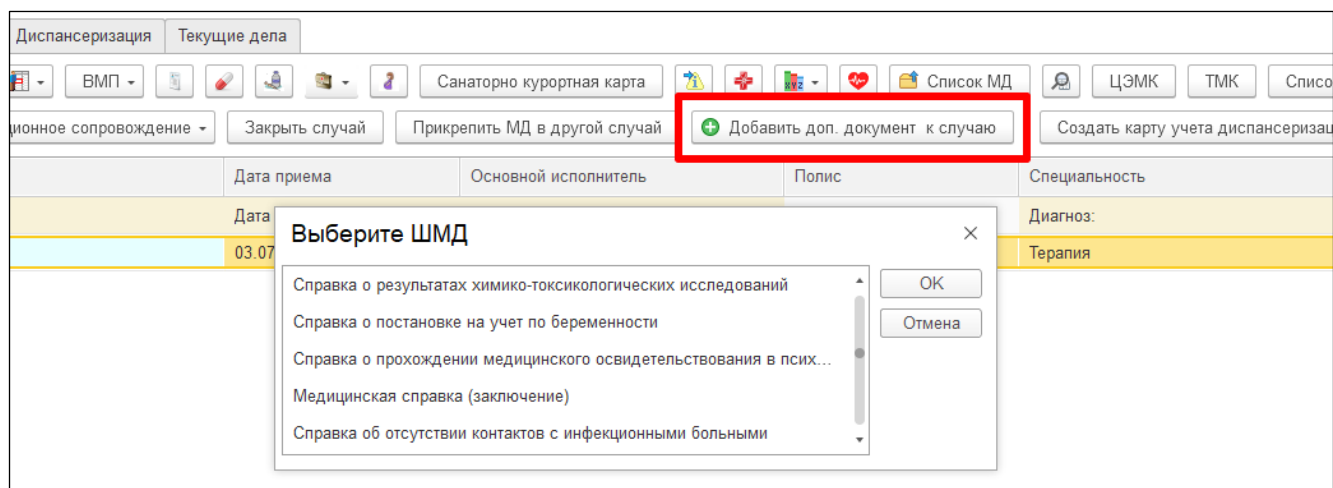 Диспансеризация Текущие дела
ВМП Санаторно курортная карта Список МД ЦЭМК ТМК Списо
ционное сопровождение Закрыть случай Прикрепить МД в другой случай Добавить доп. документ к случаю Создать карту учета диспансеризац
Дата приема Основной исполнитель Полис Специальность
Дата Диагноз:
03.07 Терапия
Выберите ШМД
Справка о результатах химико-токсикологических исследований
Справка о постановке на учет по беременности
Справка о прохождении медицинского освидетельствования в псих...
Медицинская справка (заключение)
Справка об отсутствии контактов с инфекционными больными
OK
Отмена